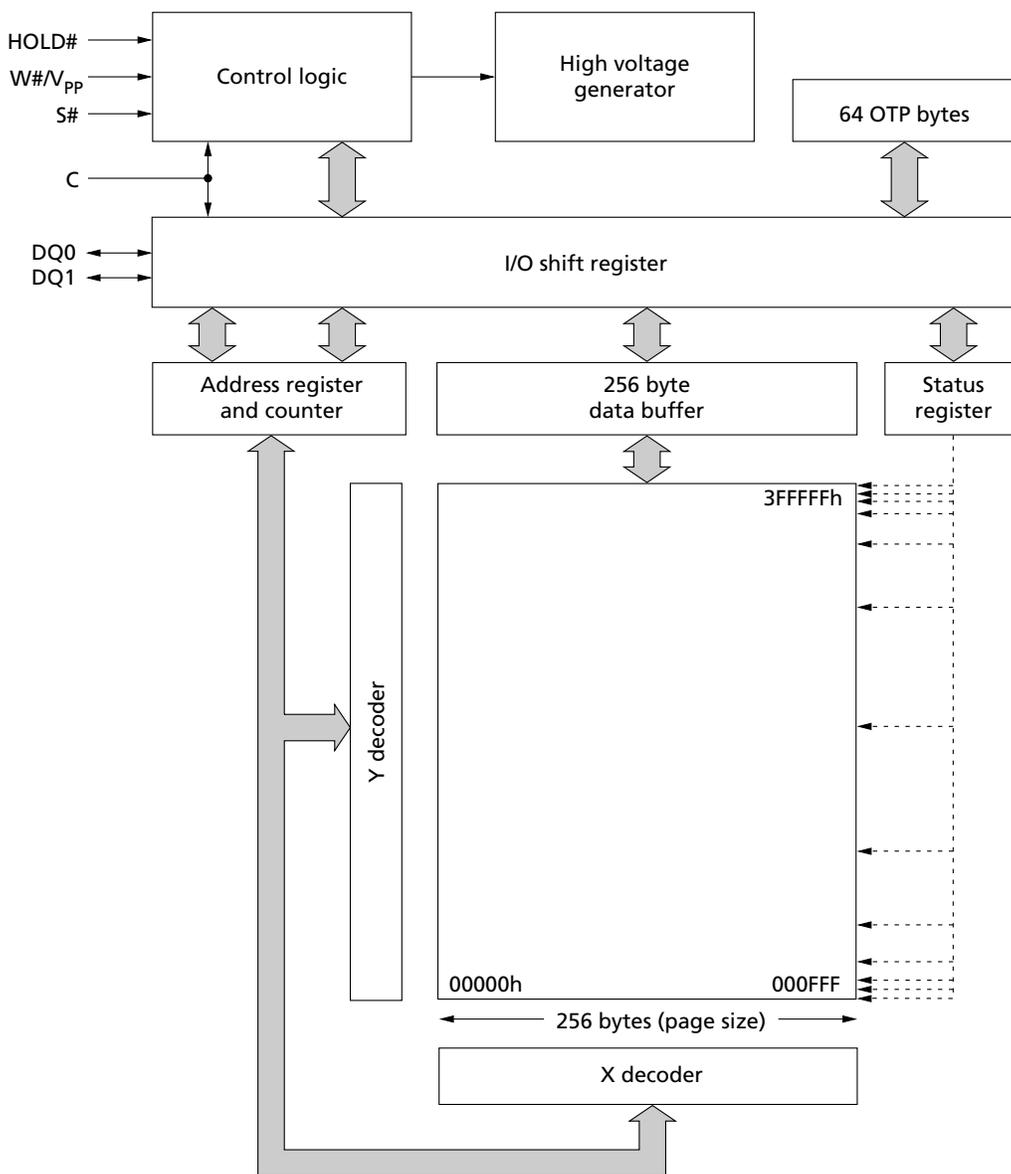 HOLD#
W#/VPP
S#
Control logic
High voltage
generator
64 OTP bytes
C
DQ0
DQ1
I/O shift register
Address register
and counter
256 byte
data buffer
Status
register
3FFFFFh
Y decoder
00000h
000FFF
256 bytes (page size)
X decoder